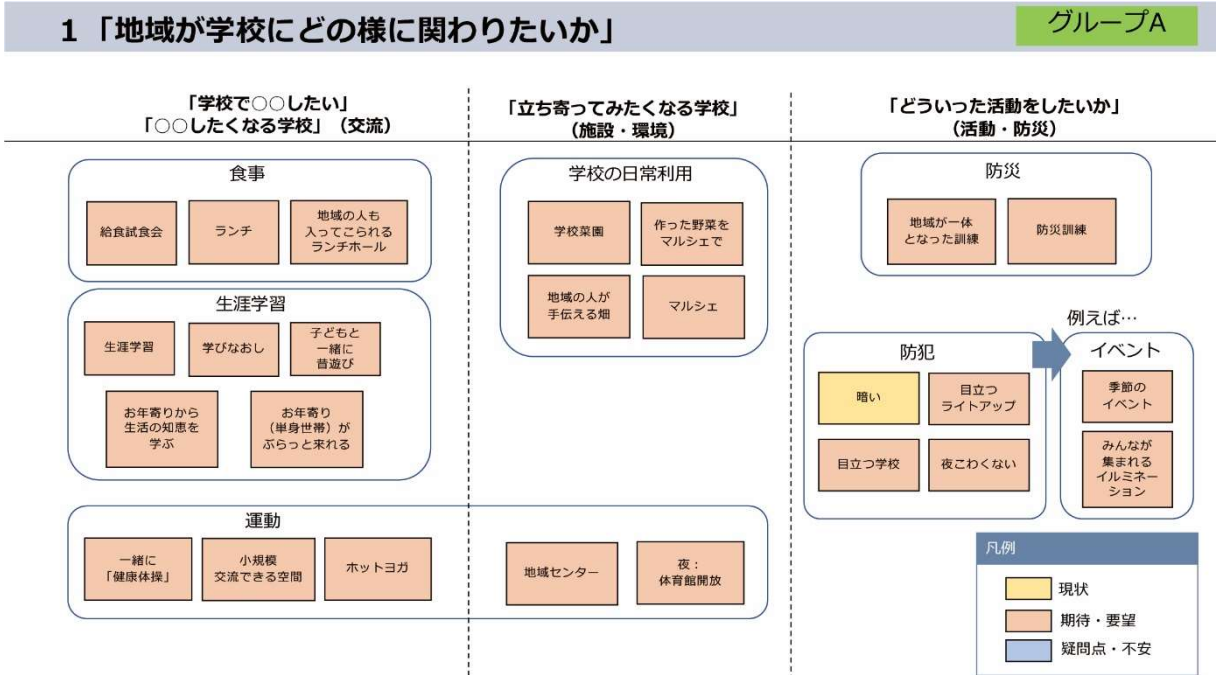 1「地域が学校にどの様に関わりたいか」
グループA
「学校で○○したい」
「○○したくなる学校」（交流）
「立ち寄ってみたくなる学校」
（施設・環境）
「どういった活動をしたいか」
（活動・防災）
食事
給食試食会
ランチ
地域の人も
入ってこられる
ランチホール
生涯学習
生涯学習
学びなおし
子どもと
一緒に
昔遊び
お年寄りから
生活の知恵を
学ぶ
お年寄り
（単身世帯）が
ぶらっと来れる
運動
一緒に
「健康体操」
小規模
交流できる空間
ホットヨガ
地域センター
夜：
体育館開放
学校の日常利用
学校菜園
作った野菜を
マルシェで
地域の人が
手伝える畑
マルシェ
防災
地域が一体
となった訓練
防災訓練
防犯
暗い
目立つ
ライトアップ
目立つ学校
夜こわくない
例えば…
イベント
季節の
イベント
みんなが
集まれる
イルミネー
ション
凡例
現状
期待・要望
疑問点・不安